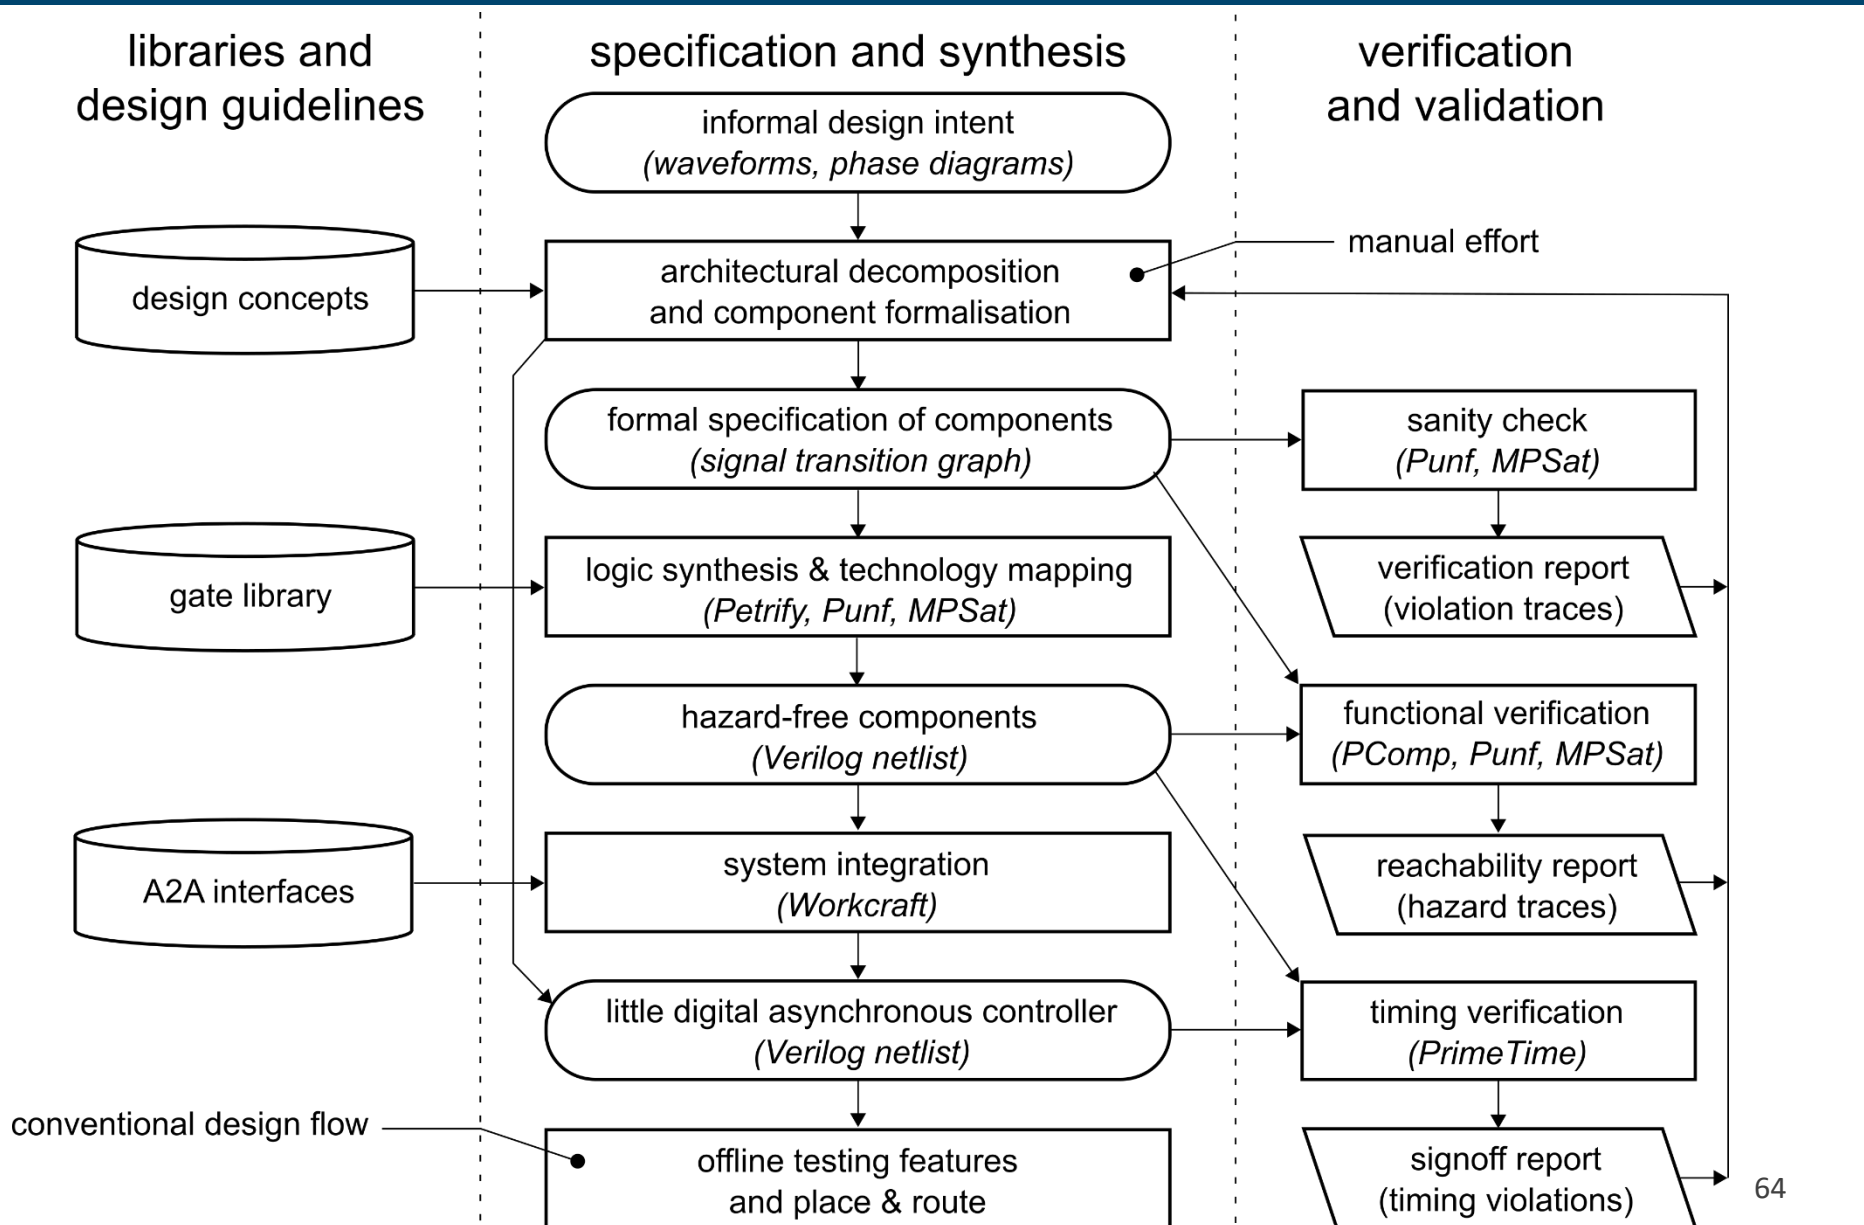 libraries and
design guidelines
specification and synthesis
verification
and validation
informal design intent
(waveforms, phase diagrams)
design concepts
architectural decomposition
and component formalisation
manual effort
formal specification of components
(signal transition graph)
sanity check
(Punf, MPSat)
gate library
logic synthesis & technology mapping
(Petrify, Punf, MPSat)
verification report
(violation traces)
hazard-free components
(Verilog netlist)
functional verification
(PComp, Punf, MPSat)
A2A interfaces
system integration
(Workcraft)
reachability report
(hazard traces)
little digital asynchronous controller
(Verilog netlist)
timing verification
(PrimeTime)
conventional design flow
offline testing features
and place & route
signoff report
(timing violations)
64